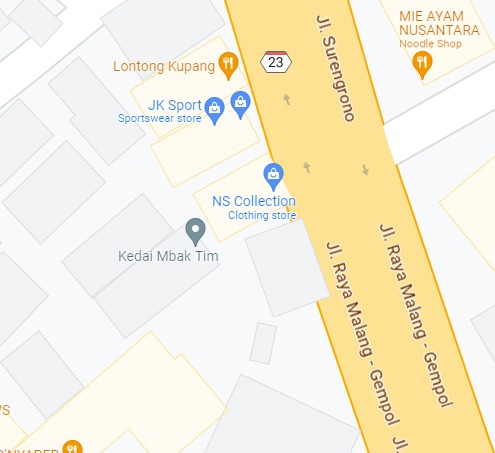 MIE AYAM
NUSANTARA
Noodle Shop
Jl. Surengrono
23
Lontong Kupang
JK Sport
Sportswear store
NS Collection
Clothing store
Kedai Mbak Tim
Jl. Raya Malang - Gempol
Jl. Raya Malang - Gempol
Jl.